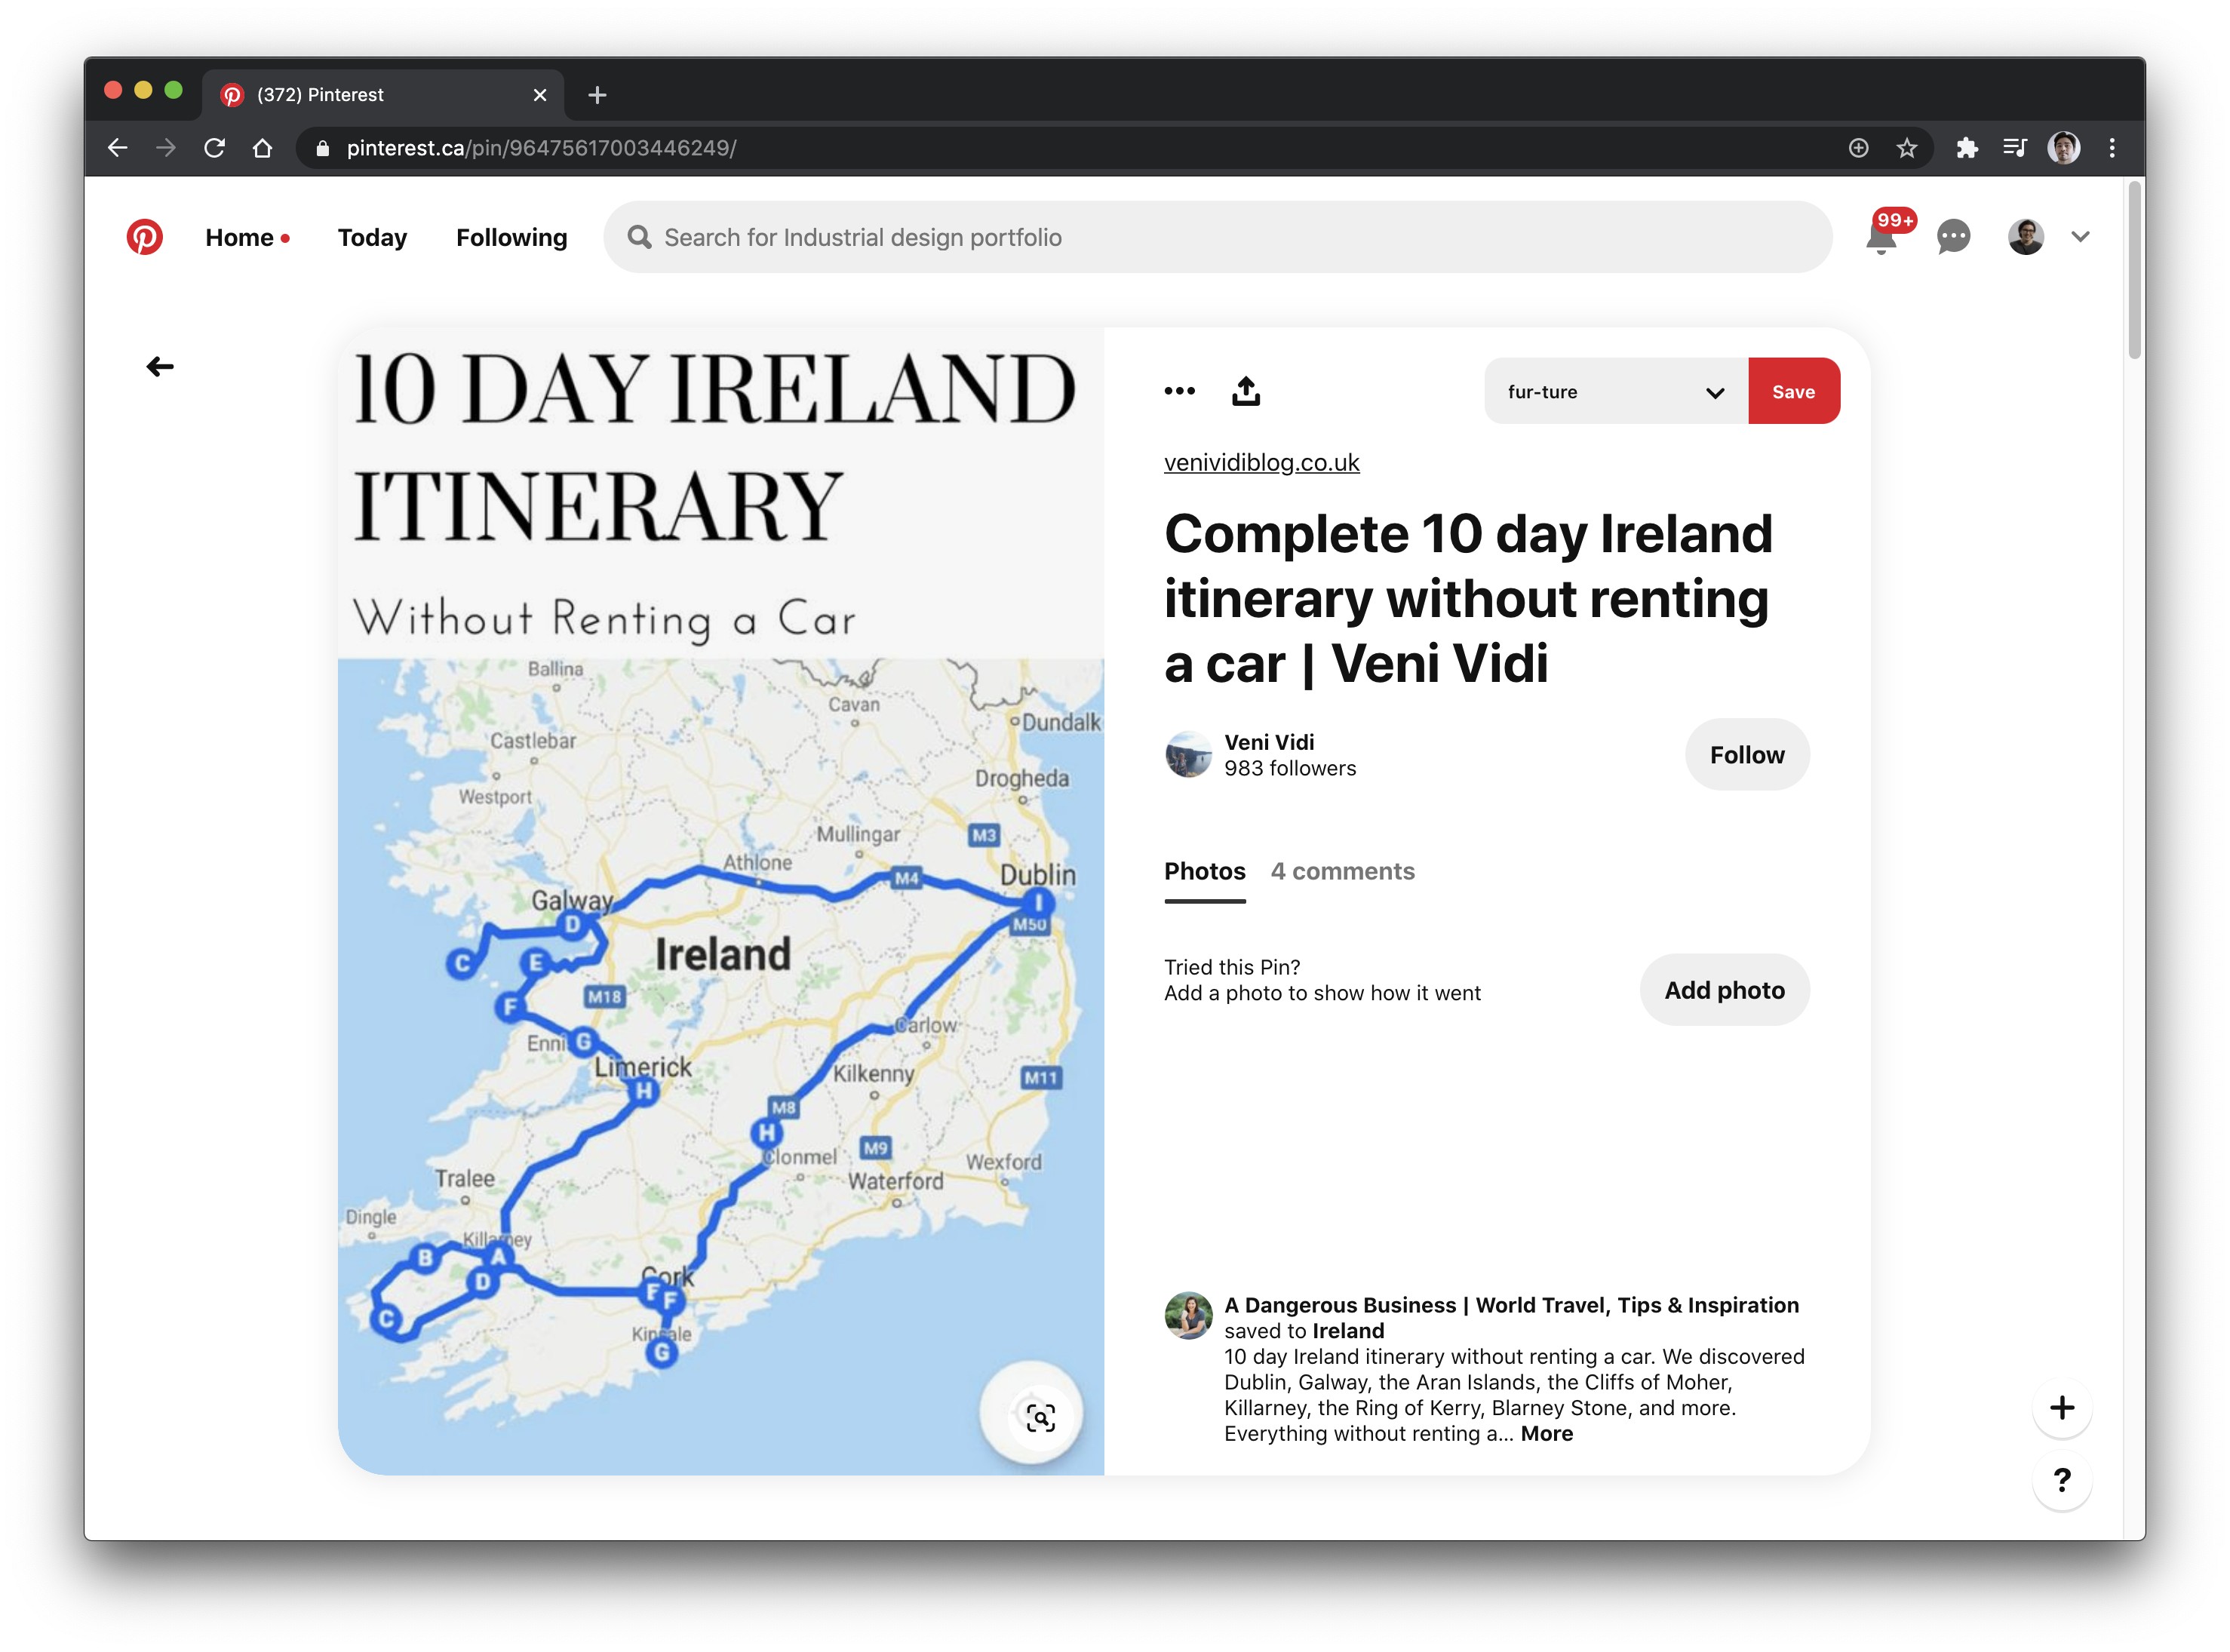 (372) Pinterest
pinterest.ca/pin/96475617003446249/
Home
Today
Following
Search for Industrial design portfolio
99+
10 DAY IRELAND
ITINERARY
Without Renting a Car
Ballina
Cavan
Dundalk
Castlebar
Drogheda
Westport
Mullingar
M3
Athlone
M4
Dublin
I
M50
Galway
D
C
E
Ireland
M18
F
Enni
G
Limerick
H
Carlow
Kilkenny
M11
M8
H
Clonmel
M9
Wexford
Waterford
Tralee
Dingle
Killarney
B
A
D
C
Cork
F
Kinsale
G
fur-ture
Save
venividiblog.co.uk
Complete 10 day Ireland
itinerary without renting
a car | Veni Vidi
Veni Vidi
983 followers
Follow
Photos
4 comments
Tried this Pin?
Add a photo to show how it went
Add photo
A Dangerous Business | World Travel, Tips & Inspiration
saved to Ireland
10 day Ireland itinerary without renting a car. We discovered
Dublin, Galway, the Aran Islands, the Cliffs of Moher,
Killarney, the Ring of Kerry, Blarney Stone, and more.
Everything without renting a... More
?